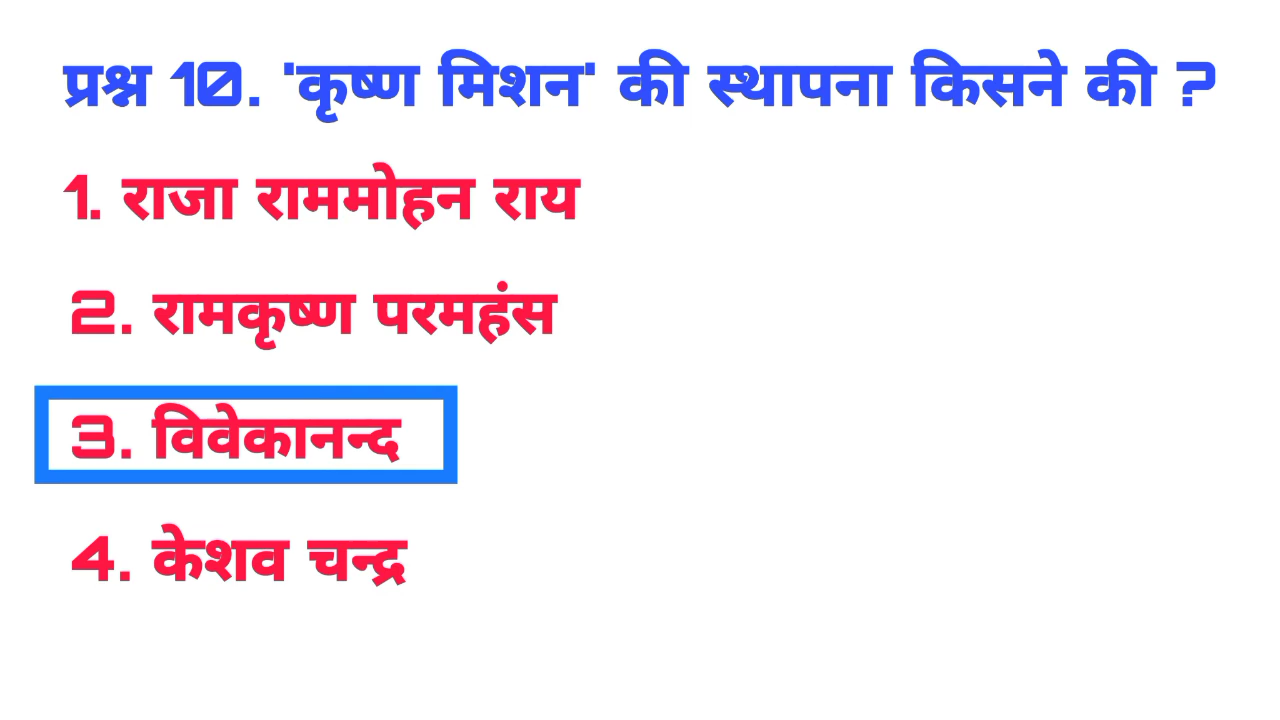 प्रश्न 10. 'कृष्ण मिशन' की स्थापना किसने की ?
1. राजा राममोहन राय
2. रामकृष्ण परमहंस
3. विवेकानन्द
4. केशव चन्द्र